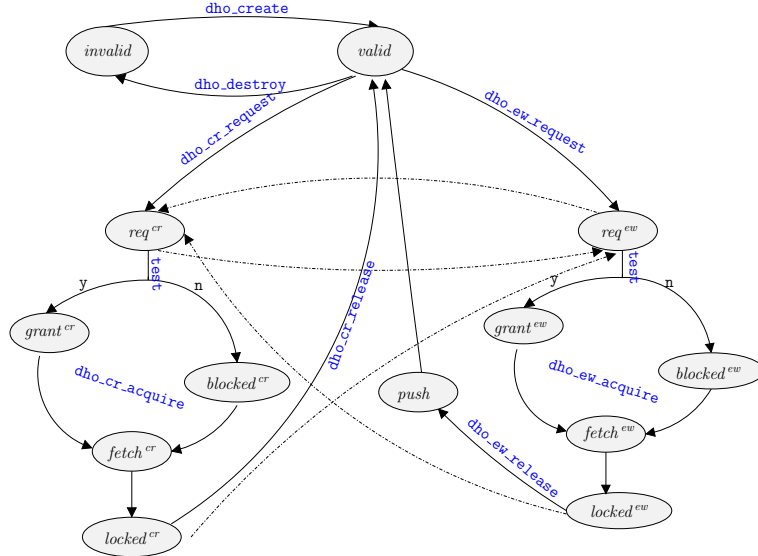 dho_create
invalid
valid
dho_destroy
dho_cr_request
dho_ew_request
req^cr
req^ew
test
test
y
n
y
n
grant^cr
grant^ew
dho_cr_release
blocked^cr
blocked^ew
dho_cr_acquire
push
dho_ew_acquire
fetch^cr
fetch^ew
dho_ew_release
locked^cr
locked^ew